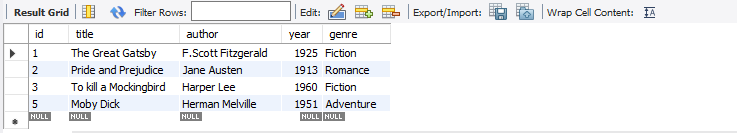 Result Grid Filter Rows: Edit: Export/Import: Wrap Cell Content: IA
id title author year genre
1 The Great Gatsby F.Scott Fitzgerald 1925 Fiction
2 Pride and Prejudice Jane Austen 1913 Romance
3 To kill a Mockingbird Harper Lee 1960 Fiction
5 Moby Dick Herman Melville 1951 Adventure
NULL NULL NULL NULL NULL